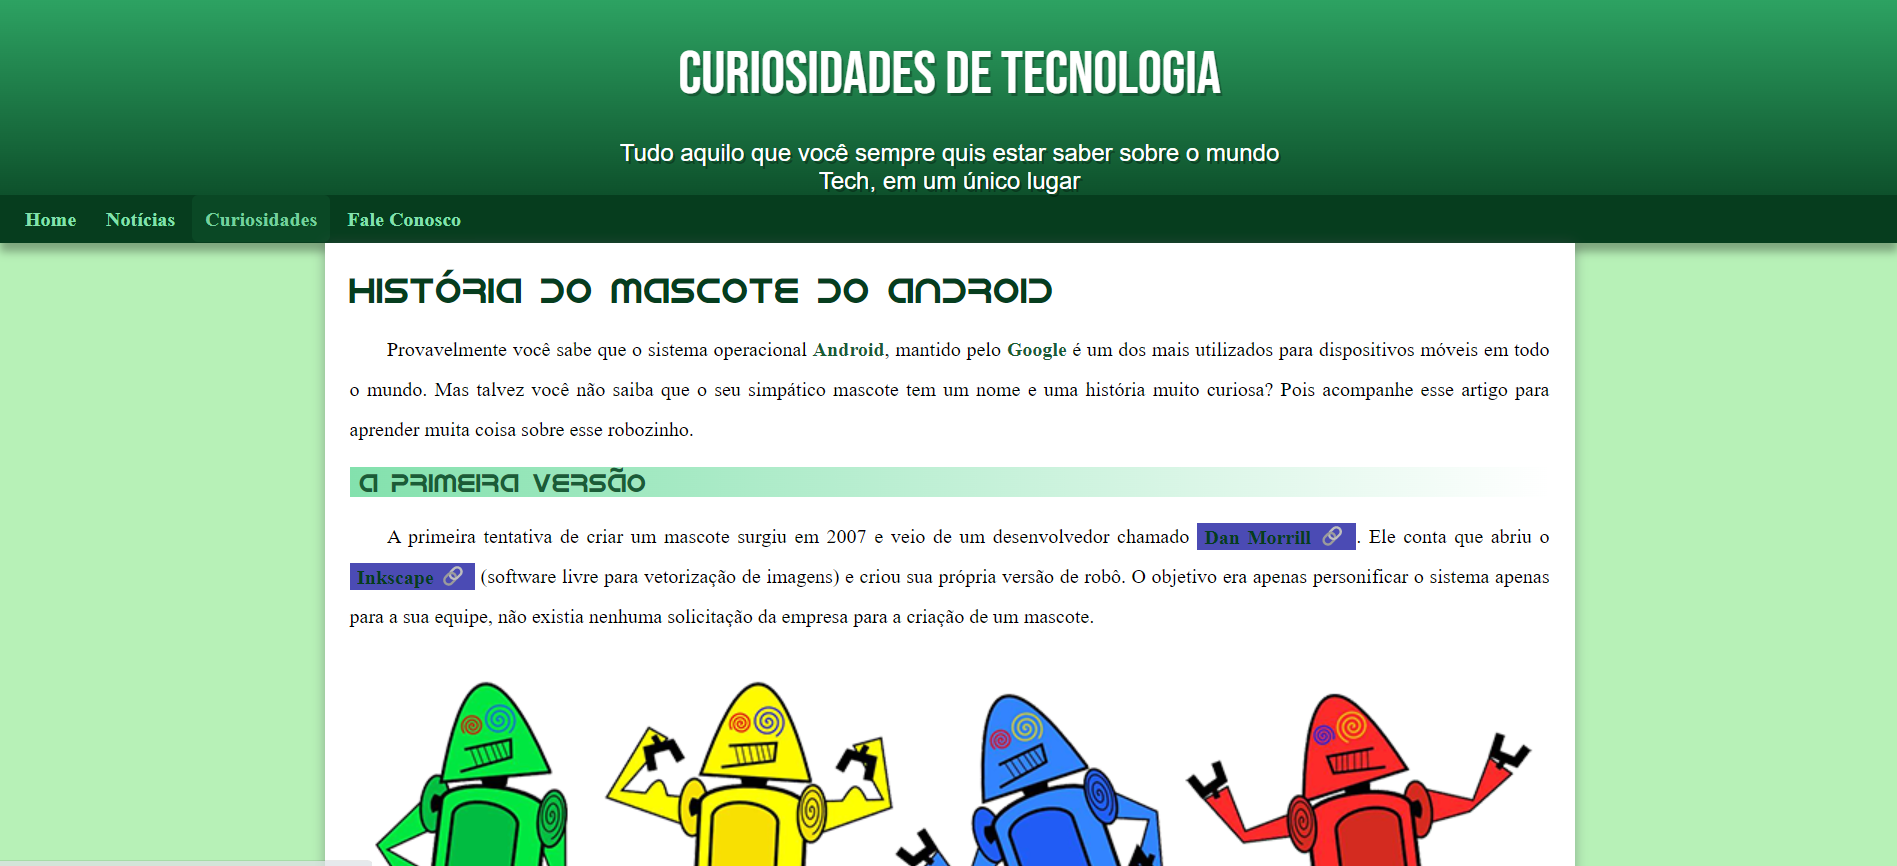 CURIOSIDADES DE TECNOLOGIA
Tudo aquilo que você sempre quis estar saber sobre o mundo
Tech, em um único lugar
Home Notícias Curiosidades Fale Conosco
HISTÓRIA DO MASCOTE DO ANDROID
Provavelmente você sabe que o sistema operacional Android, mantido pelo Google é um dos mais utilizados para dispositivos móveis em todo
o mundo. Mas talvez você não saiba que o seu simpático mascote tem um nome e uma história muito curiosa? Pois acompanhe esse artigo para
aprender muita coisa sobre esse robozinho.
A PRIMEIRA VERSÃO
A primeira tentativa de criar um mascote surgiu em 2007 e veio de um desenvolvedor chamado Dan Morrill 🔗. Ele conta que abriu o
Inkscape 🔗 (software livre para vetorização de imagens) e criou sua própria versão de robô. O objetivo era apenas personificar o sistema apenas
para a sua equipe, não existia nenhuma solicitação da empresa para a criação de um mascote.